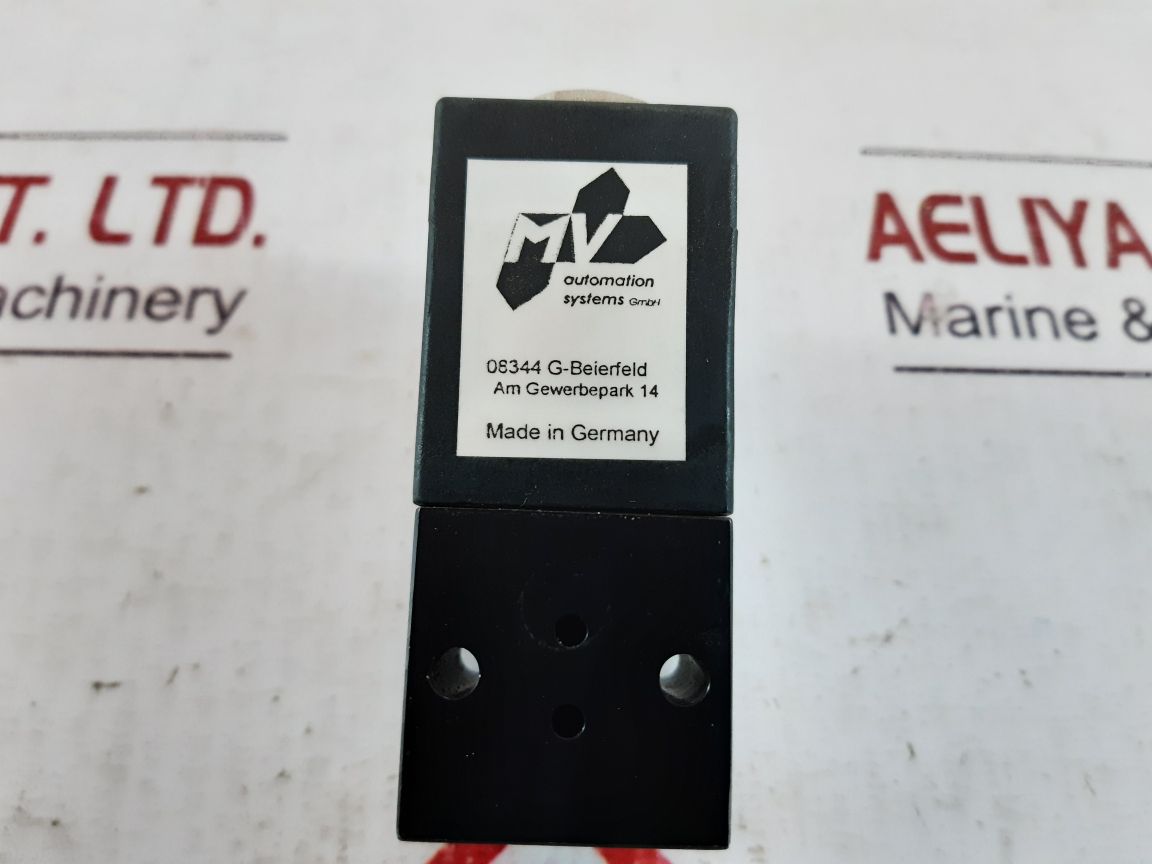 T. LTD.
achinery
AELIYA
Marine &
MV
automation
systems GmbH
08344 G-Beierfeld
Am Gewerbepark 14
Made in Germany